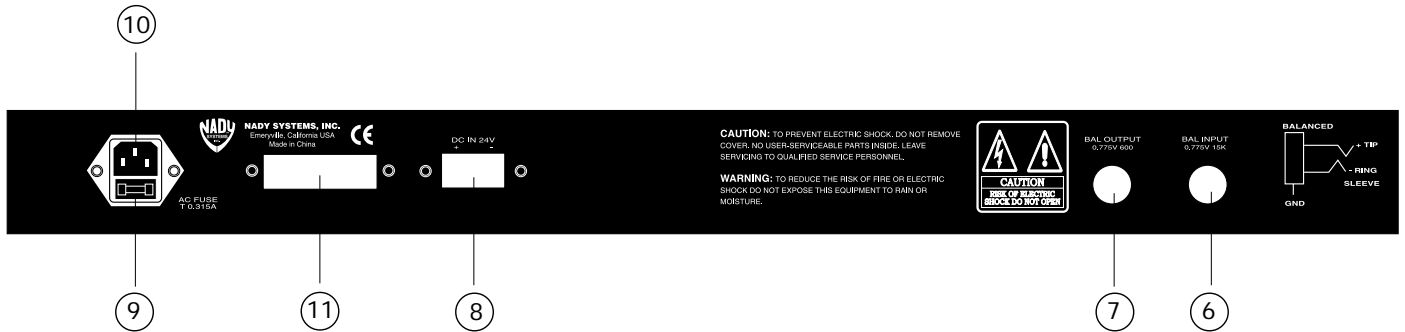 10
NADY
SYSTEMS
INC.
NADY SYSTEMS, INC.
Emeryville, California USA
Made in China
CE
DC IN 24V
+ -
AC FUSE
T 0.315A
CAUTION: TO PREVENT ELECTRIC SHOCK. DO NOT REMOVE
COVER. NO USER-SERVICEABLE PARTS INSIDE. LEAVE
SERVICING TO QUALIFIED SERVICE PERSONNEL.
WARNING: TO REDUCE THE RISK OF FIRE OR ELECTRIC
SHOCK DO NOT EXPOSE THIS EQUIPMENT TO RAIN OR
MOISTURE.
CAUTION
RISK OF ELECTRIC
SHOCK DO NOT OPEN
BAL OUTPUT
0,775V 600
BAL INPUT
0,775V 15K
BALANCED
+ TIP
- RING
SLEEVE
GND
9
11
8
7
6